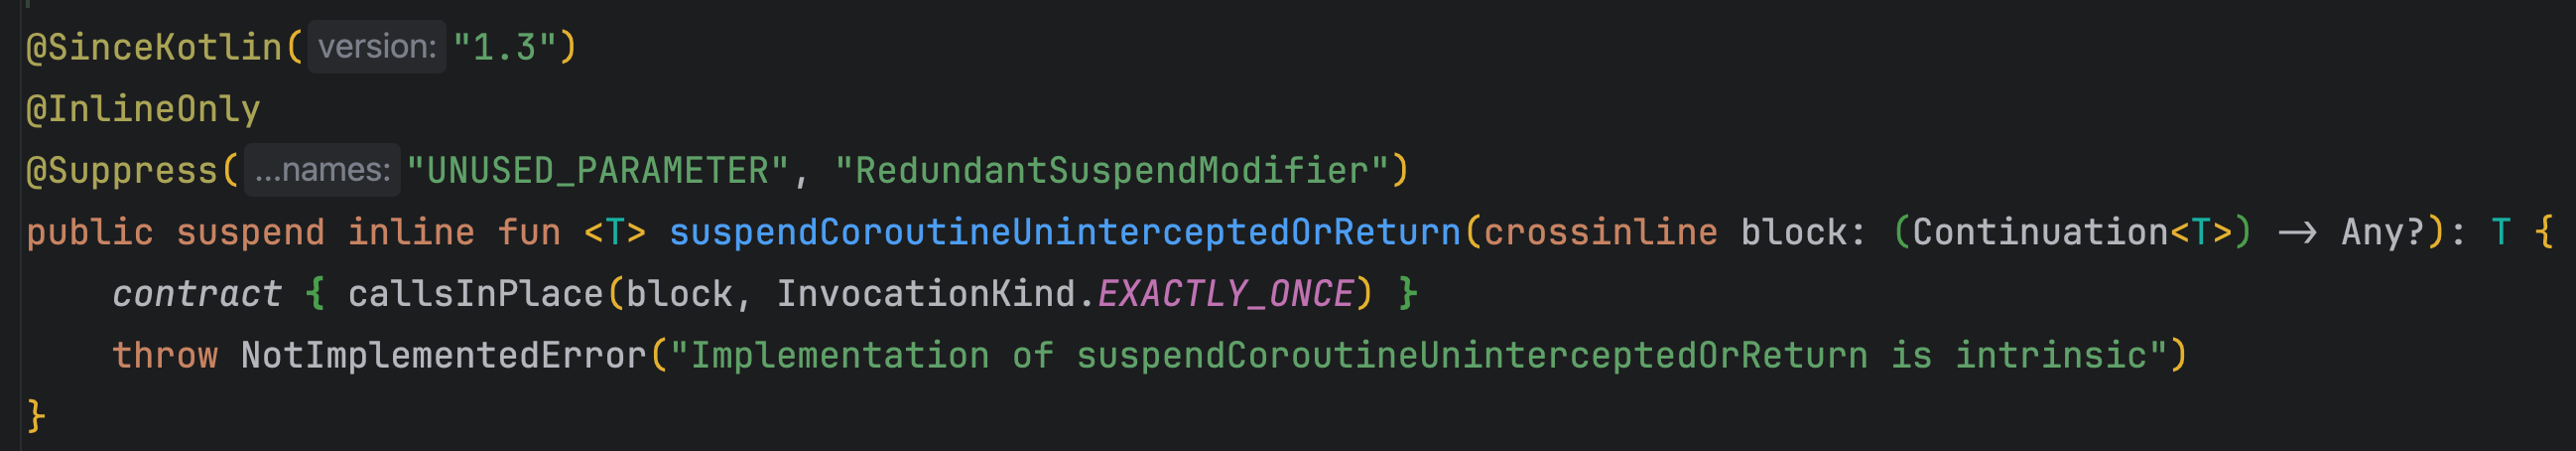 @SinceKotlin( version: "1.3")
@InlineOnly
@Suppress( ...names: "UNUSED_PARAMETER", "RedundantSuspendModifier")
public suspend inline fun <T> suspendCoroutineUninterceptedOrReturn(crossinline block: (Continuation<T>) -> Any?): T {
    contract { callsInPlace(block, InvocationKind.EXACTLY_ONCE) }
    throw NotImplementedError("Implementation of suspendCoroutineUninterceptedOrReturn is intrinsic")
}